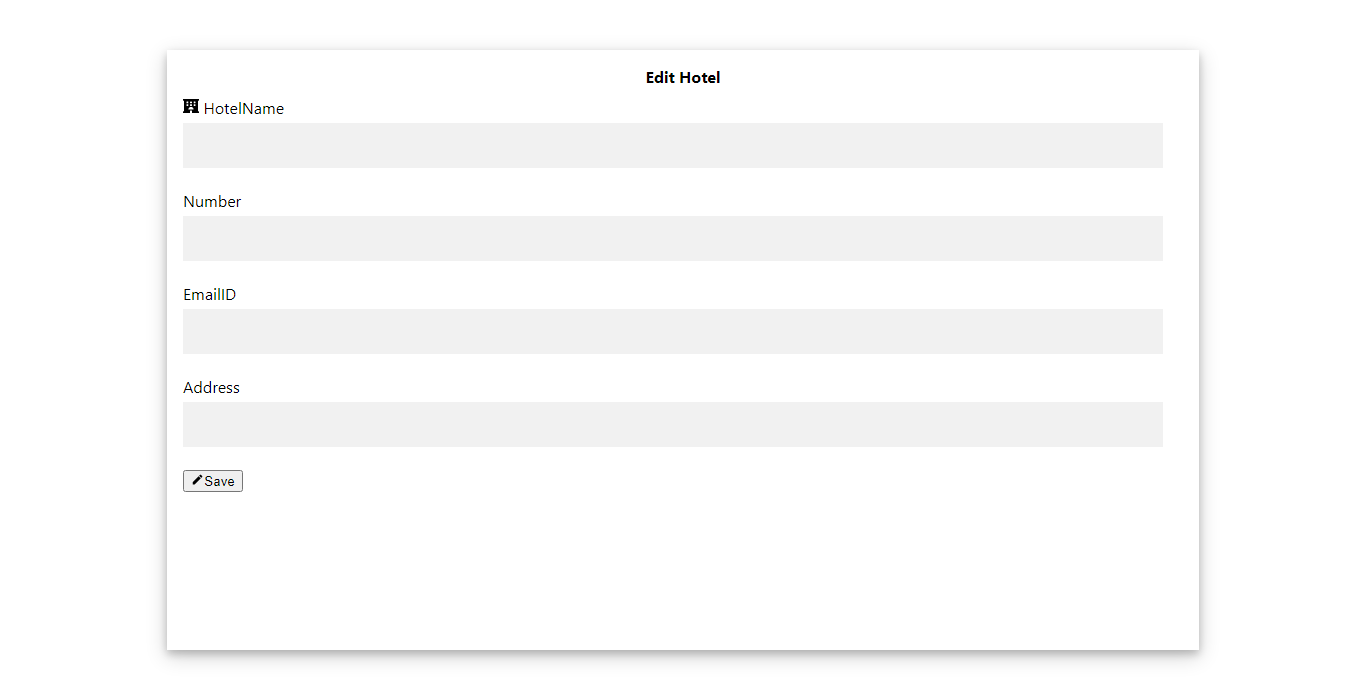 Edit Hotel
HotelName
Number
EmailID
Address
Save